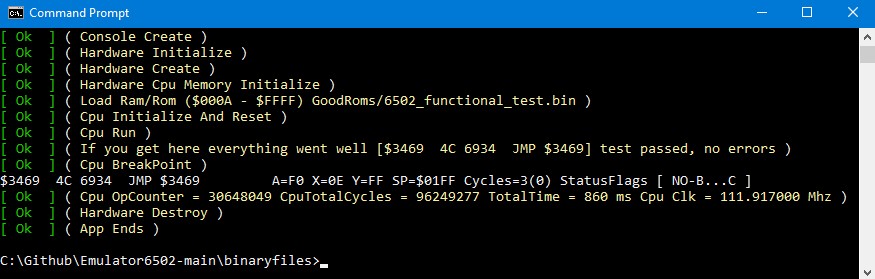 Command Prompt
[ Ok ] ( Console Create )
[ Ok ] ( Hardware Initialize )
[ Ok ] ( Hardware Create )
[ Ok ] ( Hardware Cpu Memory Initialize )
[ Ok ] ( Load Ram/Rom ($000A - $FFFF) GoodRoms/6502_functional_test.bin )
[ Ok ] ( Cpu Initialize And Reset )
[ Ok ] ( Cpu Run )
[ Ok ] ( If you get here everything went well [$3469  4C 6934  JMP $3469] test passed, no errors )
[ Ok ] ( Cpu BreakPoint )
$3469  4C 6934  JMP $3469         A=F0 X=0E Y=FF SP=$01FF Cycles=3(0) StatusFlags [ NO-B...C ]
[ Ok ] ( Cpu OpCounter = 30648049 CpuTotalCycles = 96249277 TotalTime = 860 ms Cpu Clk = 111.917000 Mhz )
[ Ok ] ( Hardware Destroy )
[ Ok ] ( App Ends )
C:\Github\Emulator6502-main\binaryfiles>